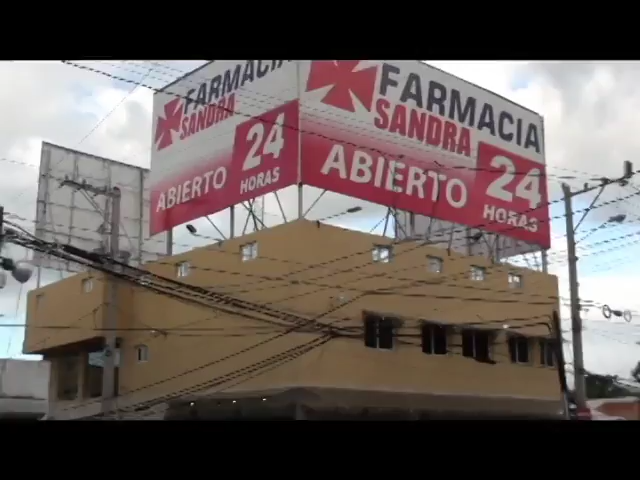 FARMACIA
SANDRA
ABIERTO 24
HORAS
FARMACIA
SANDRA
ABIERTO 24
HORAS